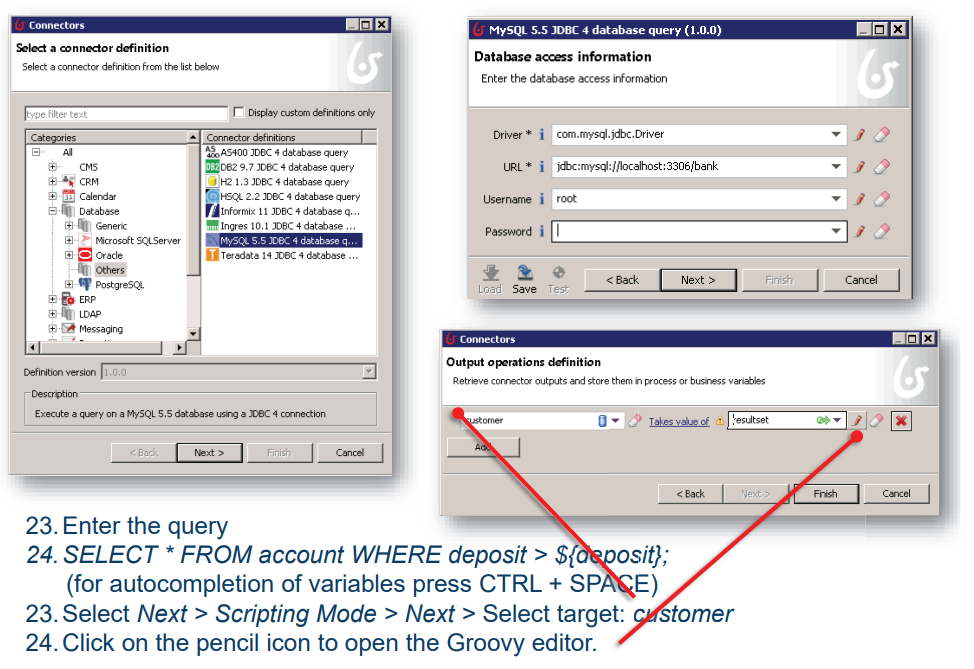 Connectors
Select a connector definition
Select a connector definition from the list below
type filter text
Display custom definitions only
Categories
All
CMS
CRM
Calendar
Database
Generic
Microsoft SQLServer
Oracle
Others
PostgreSQL
ERP
LDAP
Messaging
Connector definitions
AS400 JDBC 4 database query
DB2 9.7 JDBC 4 database query
H2 1.3 JDBC 4 database query
HSQL 2.2 JDBC 4 database query
Informix 11 JDBC 4 database q...
Ingres 10.1 JDBC 4 database ...
MySQL 5.5 JDBC 4 database q...
Teradata 14 JDBC 4 database ...
Definition version 1.0.0
Description
Execute a query on a MySQL 5.5 database using a JDBC 4 connection
< Back Next > Finish Cancel
MySQL 5.5 JDBC 4 database query (1.0.0)
Database access information
Enter the database access information
Driver * com.mysql.jdbc.Driver
URL * jdbc:mysql://localhost:3306/bank
Username root
Password
Load Save Test < Back Next > Finish Cancel
Connectors
Output operations definition
Retrieve connector outputs and store them in process or business variables
customer Takes value of resultset
Add
< Back Next > Finish Cancel
23. Enter the query
24. SELECT * FROM account WHERE deposit > ${deposit};
(for autocompletion of variables press CTRL + SPACE)
23. Select Next > Scripting Mode > Next > Select target: customer
24. Click on the pencil icon to open the Groovy editor.